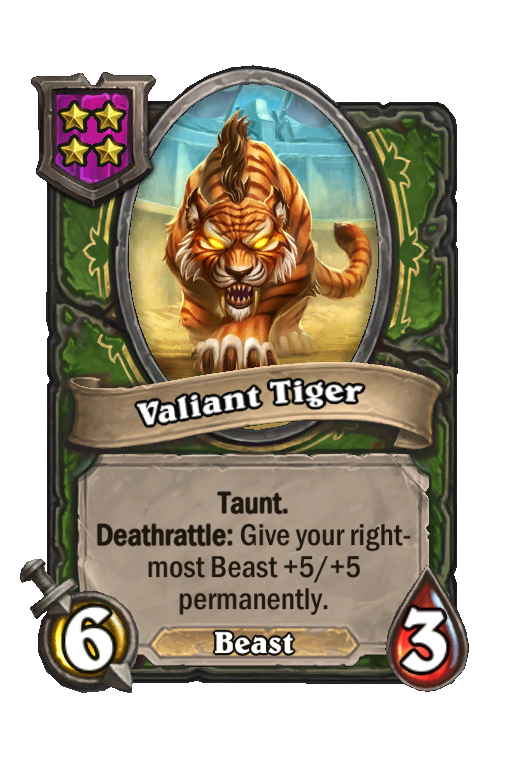 Valiant Tiger
Taunt.
Deathrattle: Give your right-
most Beast +5/+5
permanently.
6
Beast
3